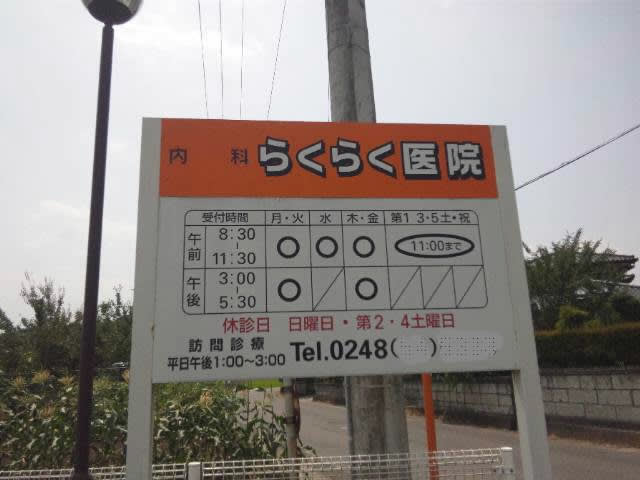 内 科 らくらく医院
受付時間 月・火 水 木・金 第1 3・5土・祝
午前 8:30-11:30 ○ ○ ○ 11:00まで
午後 3:00-5:30 ○ ○
休診日 日曜日・第2・4土曜日
訪問診療
平日午後1:00〜3:00 Tel.0248(